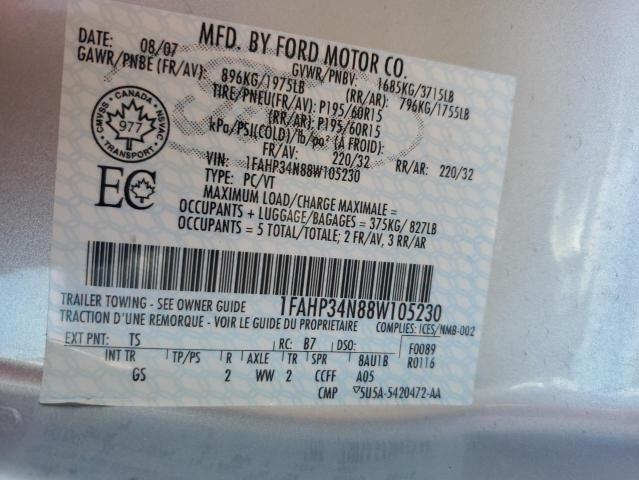 MFD. BY FORD MOTOR CO.
DATE: 08/07 GVWR/PNBV: 1685KG/3715LB
GAWR/PNBE (FR/AV): 896KG/1975LB (RR/AR): 796KG/1755LB
TIRE/PNEU(FR/AV): P195/60R15
(RR/AR): P195/60R15
kPa/PSI(COLD)/lb/po² (À FROID):
FR/AV: 220/32 RR/AR: 220/32
VIN: 1FAHP34N88W105230
TYPE: PC/VT
MAXIMUM LOAD/CHARGE MAXIMALE =
OCCUPANTS + LUGGAGE/BAGAGES = 375KG/ 827LB
OCCUPANTS = 5 TOTAL/TOTALE; 2 FR/AV, 3 RR/AR
CANADA
CMVSS NSVAC
977
TRANSPORT
EC
TRAILER TOWING - SEE OWNER GUIDE 1FAHP34N88W105230
TRACTION D'UNE REMORQUE - VOIR LE GUIDE DU PROPRIETAIRE COMPLIES: ICES/NMB-002
EXT PNT: TS RC: B7 DSO: F0089
INT TR TP/PS R AXLE TR SPR 8AU1B R0116
GS 2 WW 2 CCFF A05
CMP 5U5A-5420472-AA